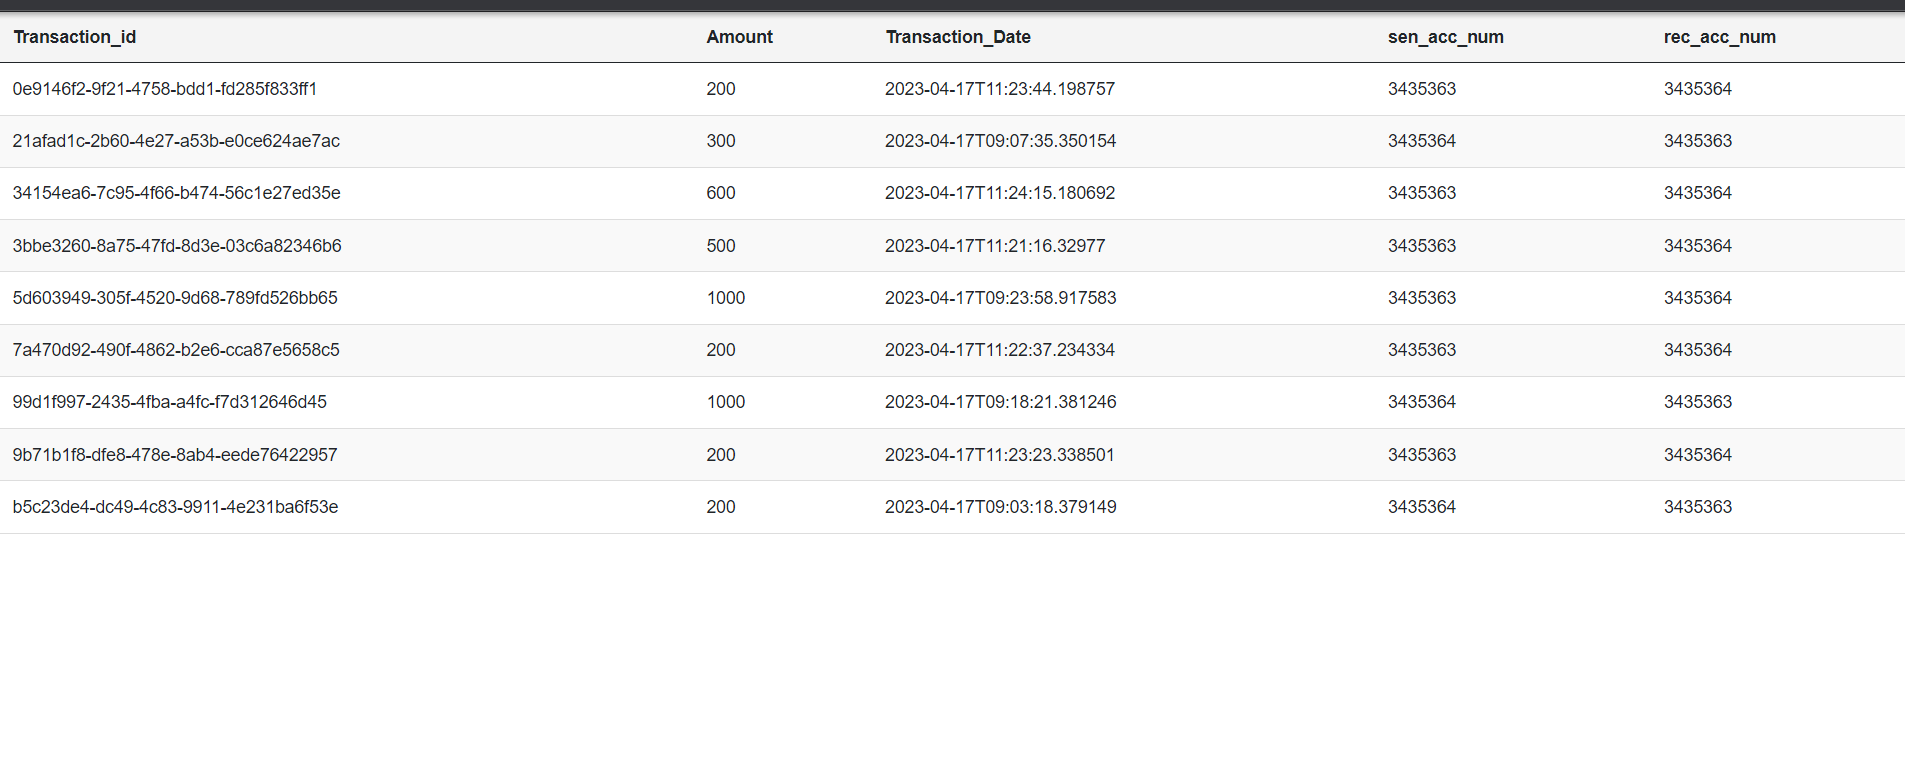 Transaction_id Amount Transaction_Date sen_acc_num rec_acc_num
0e9146f2-9f21-4758-bdd1-fd285f833ff1 200 2023-04-17T11:23:44.198757 3435363 3435364
21afad1c-2b60-4e27-a53b-e0ce624ae7ac 300 2023-04-17T09:07:35.350154 3435364 3435363
34154ea6-7c95-4f66-b474-56c1e27ed35e 600 2023-04-17T11:24:15.180692 3435363 3435364
3bbe3260-8a75-47fd-8d3e-03c6a82346b6 500 2023-04-17T11:21:16.32977 3435363 3435364
5d603949-305f-4520-9d68-789fd526bb65 1000 2023-04-17T09:23:58.917583 3435363 3435364
7a470d92-490f-4862-b2e6-cca87e5658c5 200 2023-04-17T11:22:37.234334 3435363 3435364
99d1f997-2435-4fba-a4fc-f7d312646d45 1000 2023-04-17T09:18:21.381246 3435364 3435363
9b71b1f8-dfe8-478e-8ab4-eede76422957 200 2023-04-17T11:23:23.338501 3435363 3435364
b5c23de4-dc49-4c83-9911-4e231ba6f53e 200 2023-04-17T09:03:18.379149 3435364 3435363